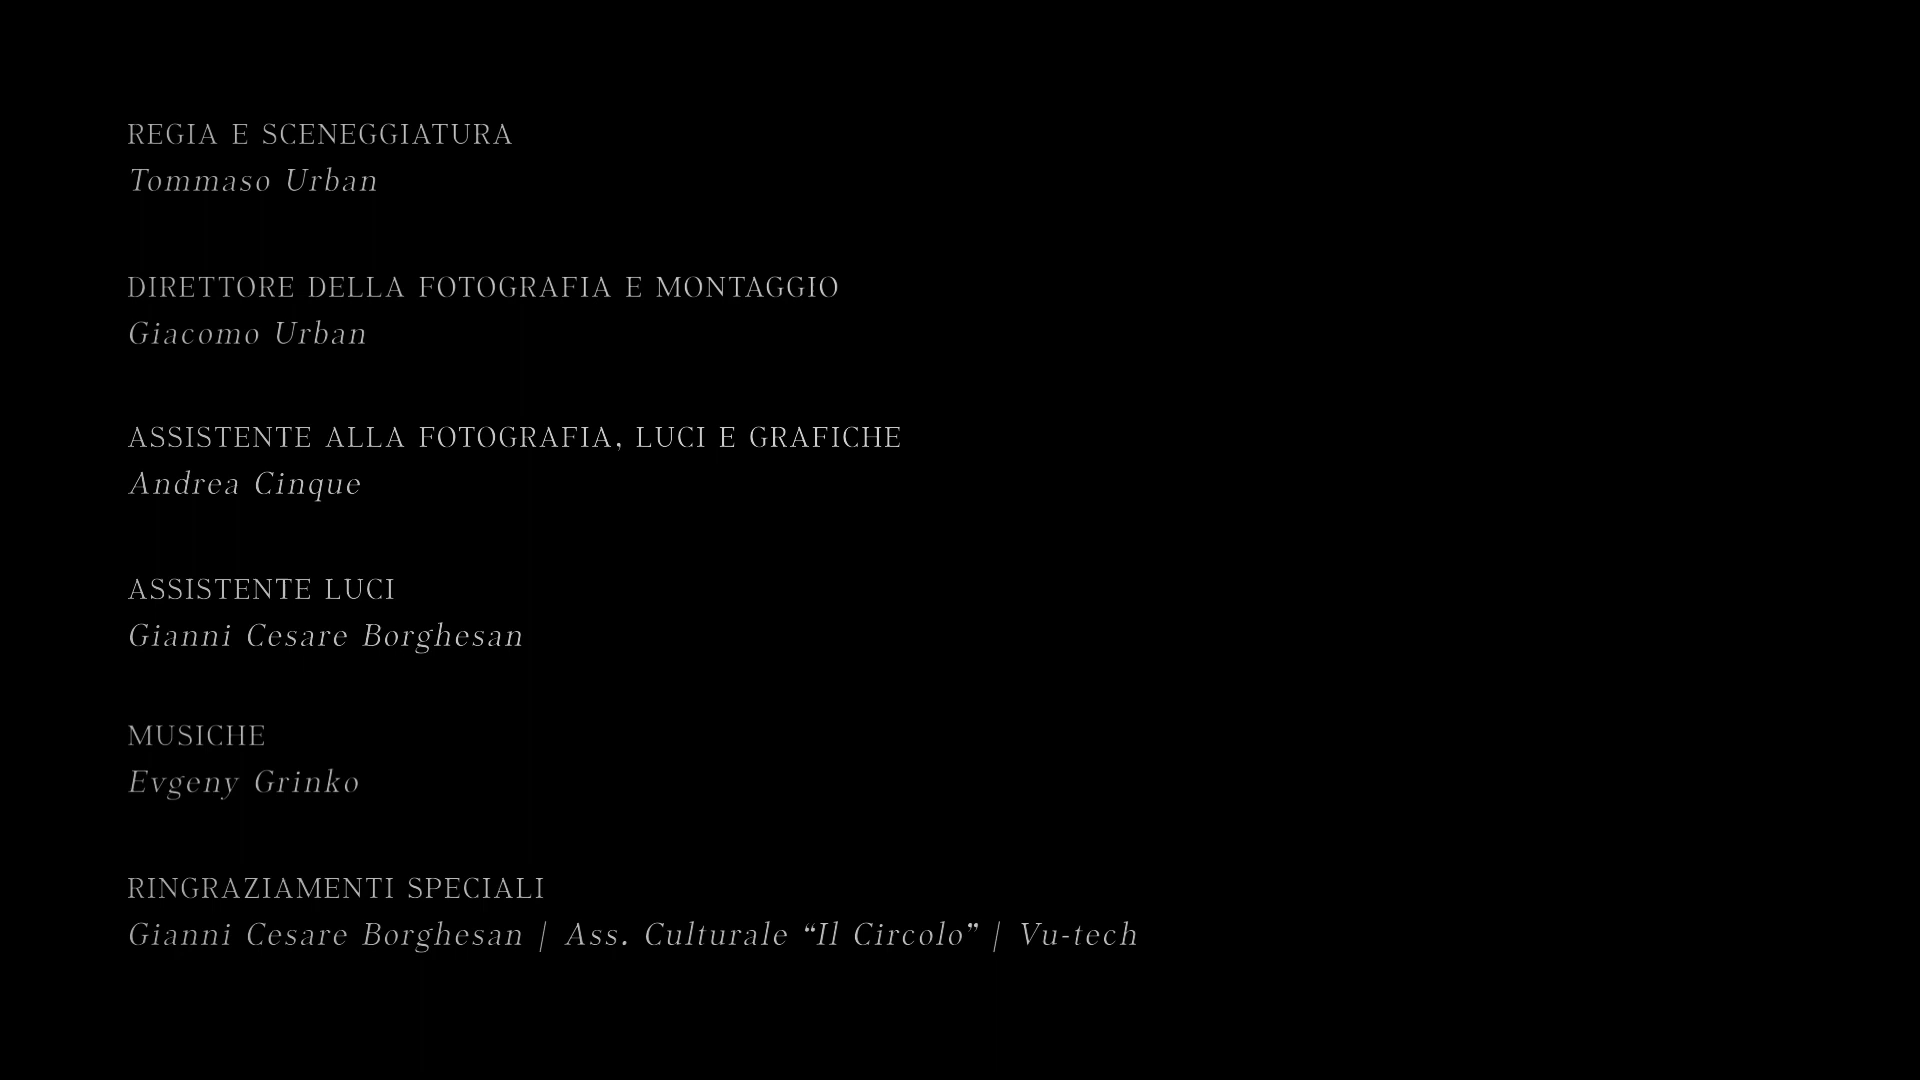 REGIA E SCENEGGIATURA
Tommaso Urban
DIRETTORE DELLA FOTOGRAFIA E MONTAGGIO
Giacomo Urban
ASSISTENTE ALLA FOTOGRAFIA, LUCI E GRAFICHE
Andrea Cinque
ASSISTENTE LUCI
Gianni Cesare Borghesan
MUSICHE
Evgeny Grinko
RINGRAZIAMENTI SPECIALI
Gianni Cesare Borghesan | Ass. Culturale “Il Circolo” | Vu-tech